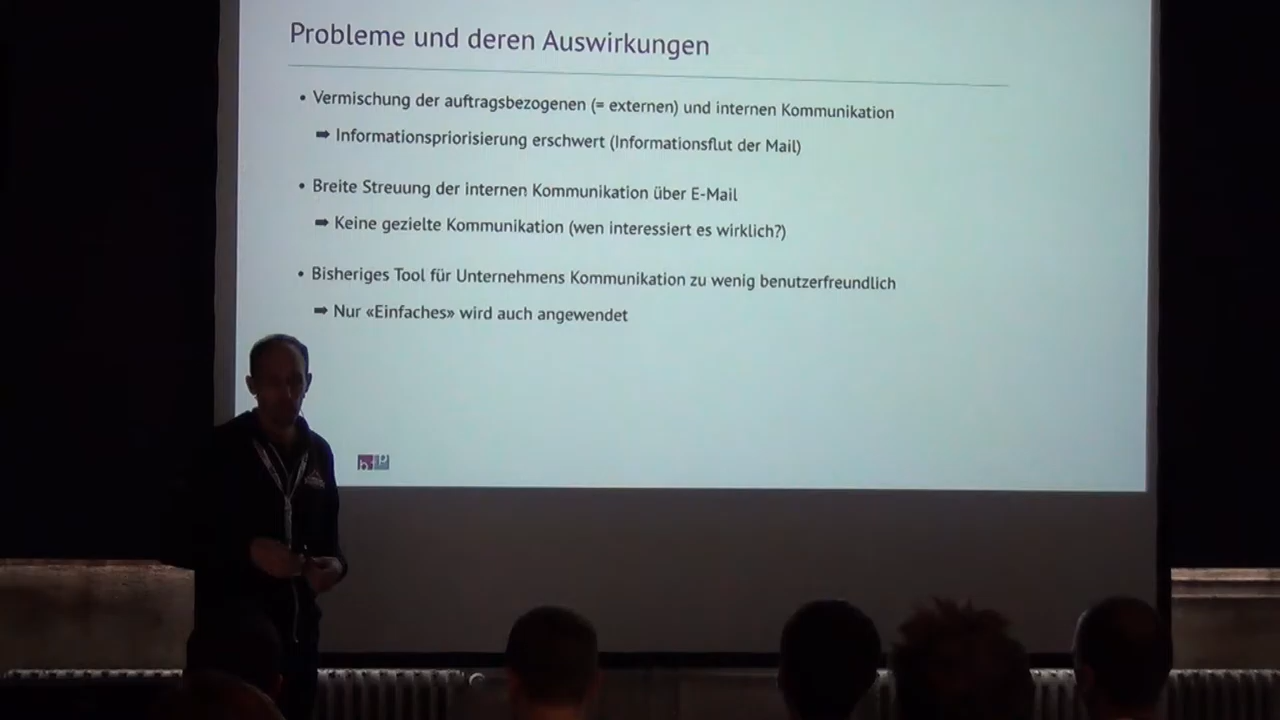 Probleme und deren Auswirkungen
• Vermischung der auftragsbezogenen (= externen) und internen Kommunikation
➡ Informationspriorisierung erschwert (Informationsflut der Mail)
• Breite Streuung der internen Kommunikation über E-Mail
➡ Keine gezielte Kommunikation (wen interessiert es wirklich?)
• Bisheriges Tool für Unternehmens Kommunikation zu wenig benutzerfreundlich
➡ Nur «Einfaches» wird auch angewendet